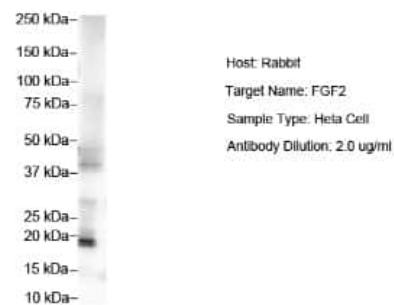 250 kDa–
150 kDa–
100 kDa–
75 kDa–
50 kDa–
37 kDa–
25 kDa–
20 kDa–
15 kDa–
10 kDa–
Host: Rabbit
Target Name: FGF2
Sample Type: Hela Cell
Antibody Dilution: 2.0 ug/ml